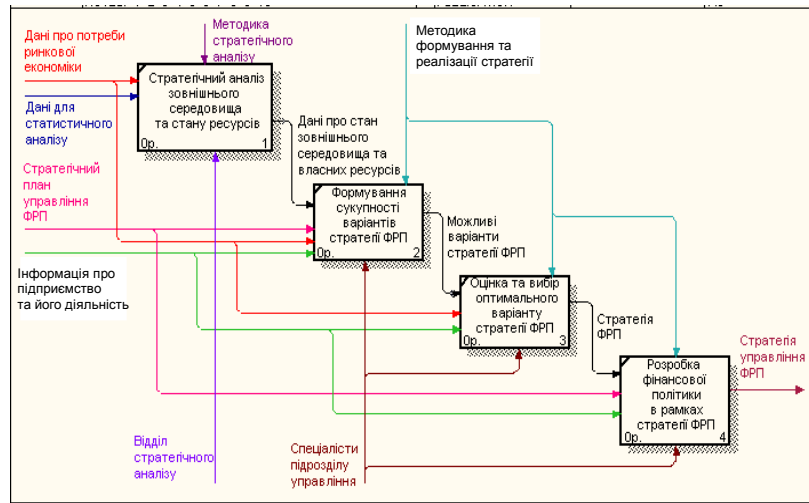 Методика
стратегічного
аналізу
Методика
формування та
реалізації стратегії
Дані про потреби
ринкової
економіки
Дані для
статистичного
аналізу
Стратегічний аналіз
зовнішнього
середовища
та стану ресурсів
0р.
1
Дані про стан
зовнішнього
середовища та
власних ресурсів
Стратегічний
план
управління
ФРП
Формування
сукупності
варіантів
стратегії ФРП
0р.
2
Можливі
варіанти
стратегії ФРП
Інформація про
підприємство
та його діяльність
Оцінка та вибір
оптимального
варіанту
стратегії ФРП
0р.
3
Стратегія
ФРП
Розробка
фінансової
політики
в рамках
стратегії ФРП
0р.
4
Стратегія
управління
ФРП
Відділ
стратегічного
аналізу
Спеціалісти
підрозділу
управління